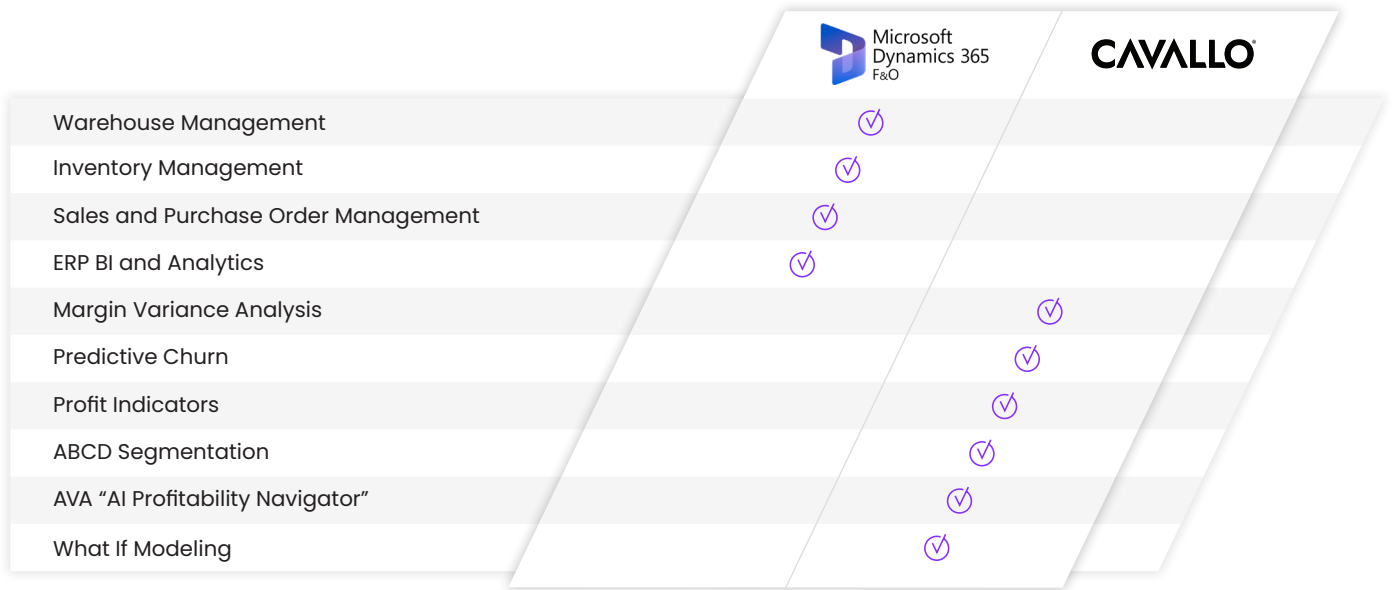 Microsoft
Dynamics 365
F&O
CAVALLO
Warehouse Management
Inventory Management
Sales and Purchase Order Management
ERP BI and Analytics
Margin Variance Analysis
Predictive Churn
Profit Indicators
ABCD Segmentation
AVA “AI Profitability Navigator”
What If Modeling